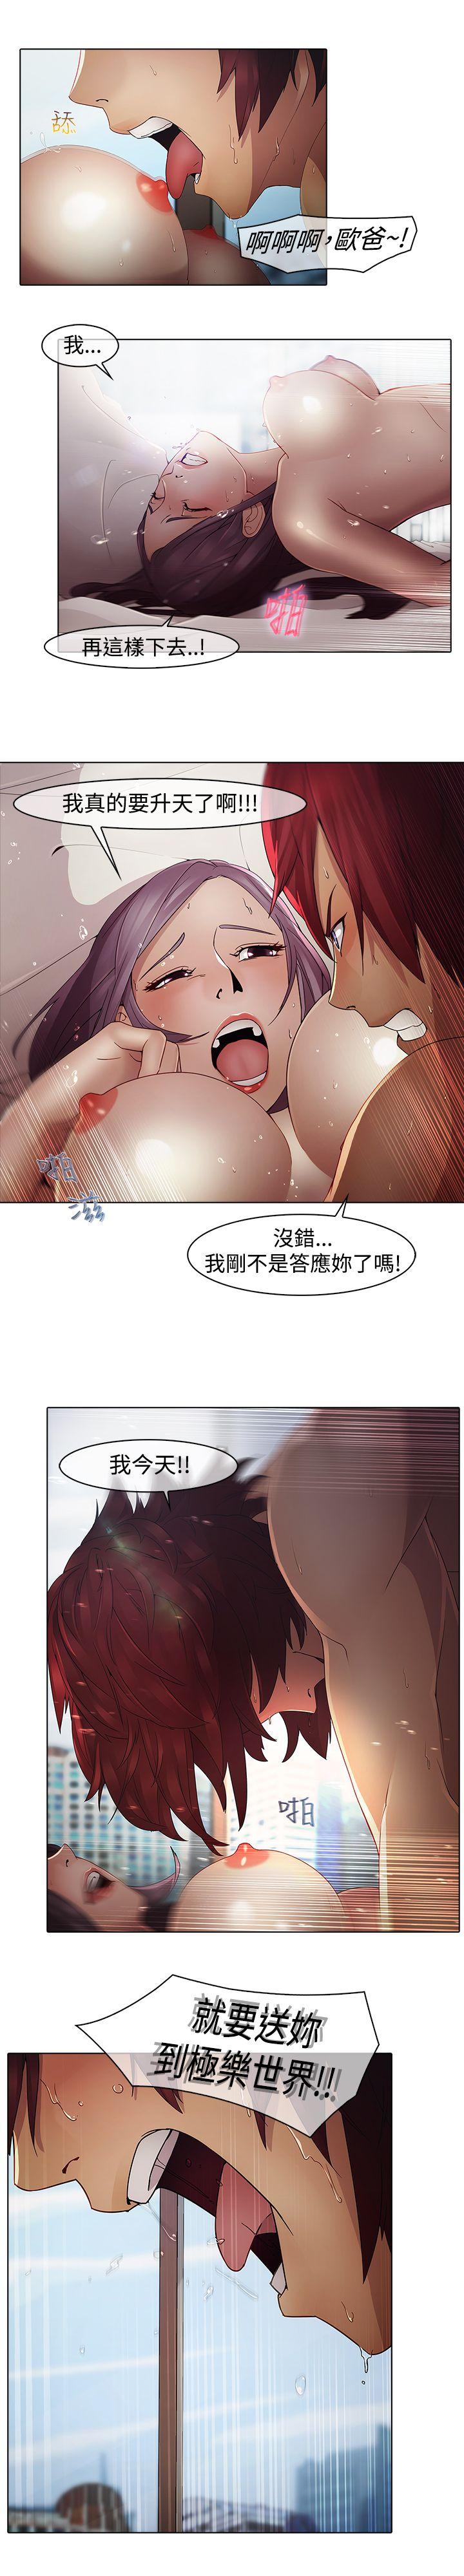 舔
啊啊啊，歐爸~!
我...
啪
再這樣下去..!
我真的要升天了啊!!!
啪
滋
沒錯...
我剛不是答應妳了嗎!
我今天!!
啪
就要送妳
到極樂世界!!